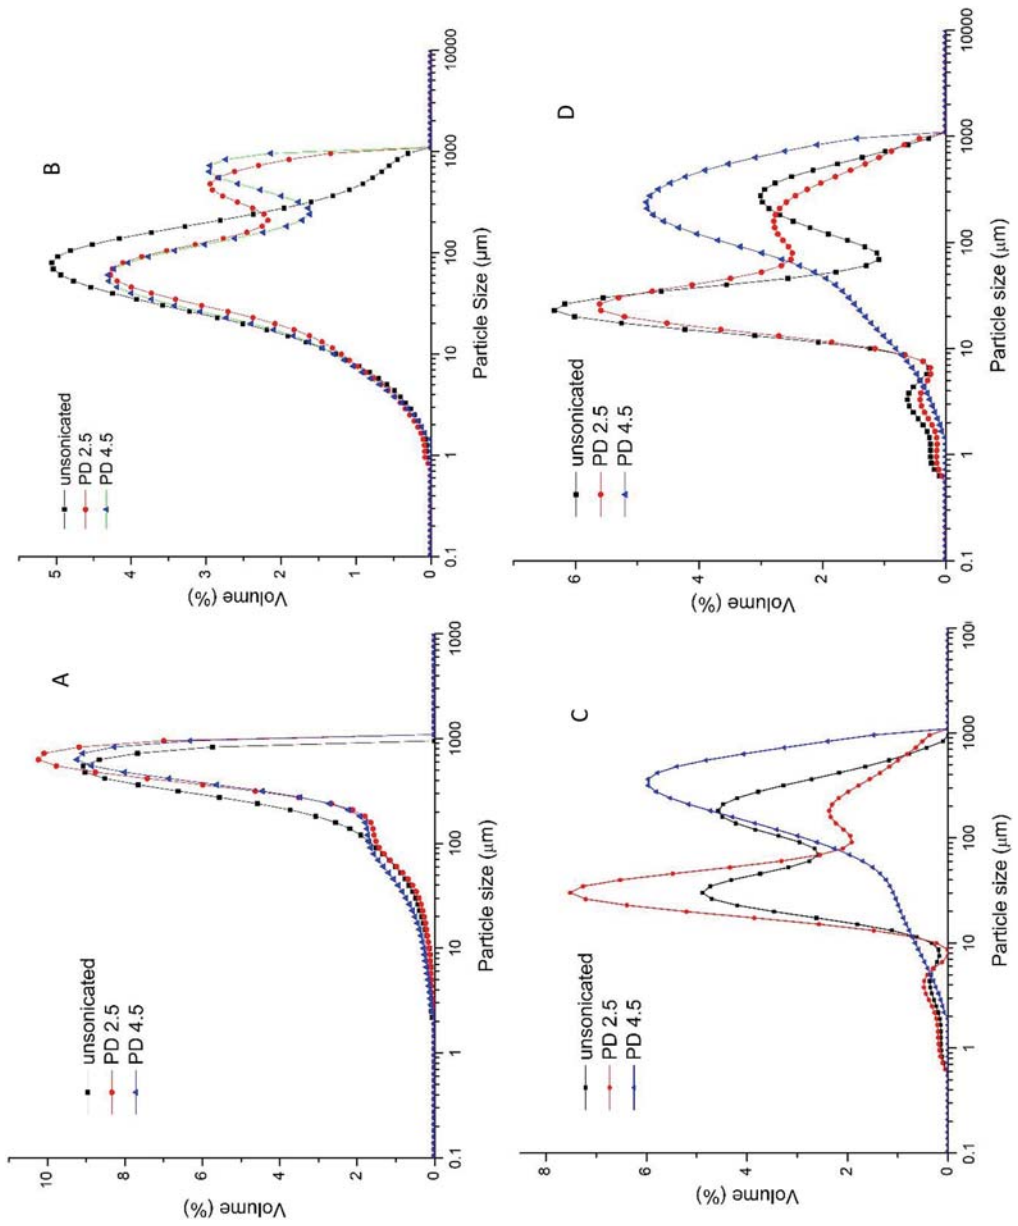 A
unsonicated
PD 2.5
PD 4.5
Volume (%)
10
8
6
4
2
0
0.1 1 10 100 1000 1000
Particle size (µm)
B
unsonicated
PD 2.5
PD 4.5
Volume (%)
5
4
3
2
1
0
0.1 1 10 100 1000 10000
Particle Size (µm)
C
unsonicated
PD 2.5
PD 4.5
Volume (%)
8
6
4
2
0
0.1 1 10 100 1000
Particle size (µm)
D
unsonicated
PD 2.5
PD 4.5
Volume (%)
6
4
2
0
0.1 1 10 100 1000 10000
Particle size (µm)